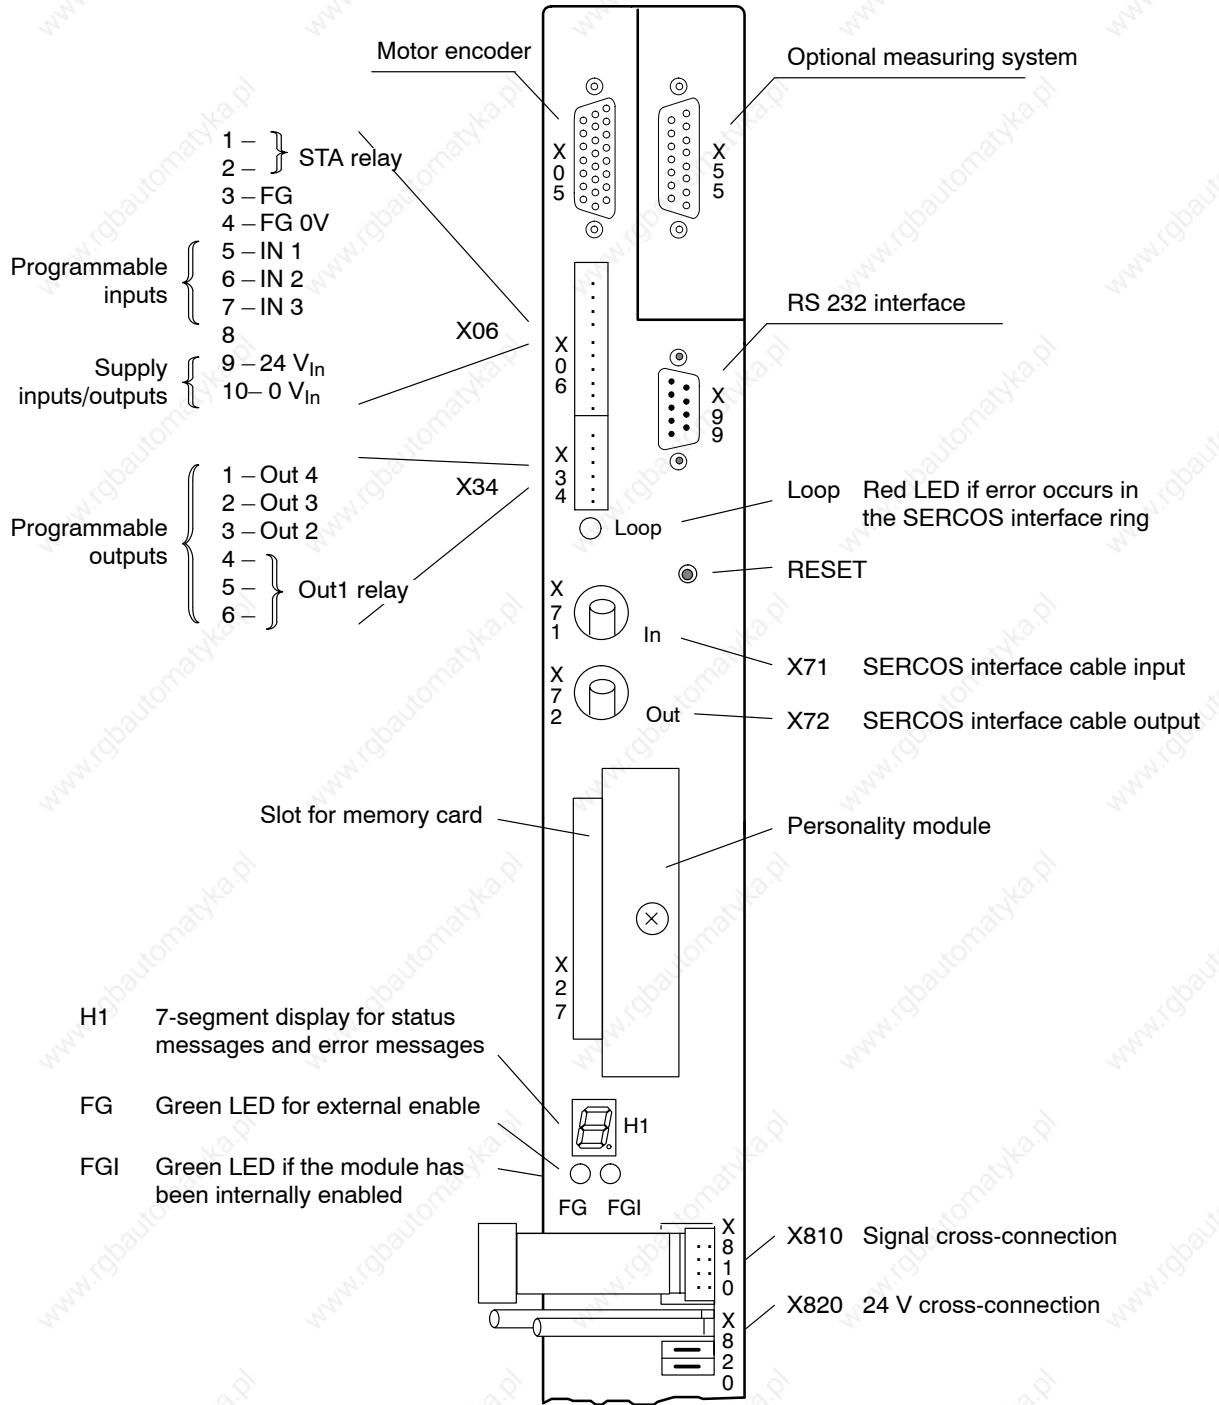 Motor encoder
Optional measuring system
1 –
2 –
STA relay
3 – FG
4 – FG 0V
5 – IN 1
6 – IN 2
7 – IN 3
8
9 – 24 VIn
10– 0 VIn
Programmable
inputs
Supply
inputs/outputs
X06
1 – Out 4
2 – Out 3
3 – Out 2
4 –
5 –
6 –
Out1 relay
Programmable
outputs
X34
X05
X55
X06
X34
RS 232 interface
X99
Loop
Loop Red LED if error occurs in
the SERCOS interface ring
RESET
X71
In
X71 SERCOS interface cable input
X72
Out
X72 SERCOS interface cable output
Slot for memory card
Personality module
X27
H1 7-segment display for status
messages and error messages
H1
FG Green LED for external enable
FGI Green LED if the module has
been internally enabled
FG FGI
X810
X810 Signal cross-connection
X820
X820 24 V cross-connection
www.rgbautomatyka.pl